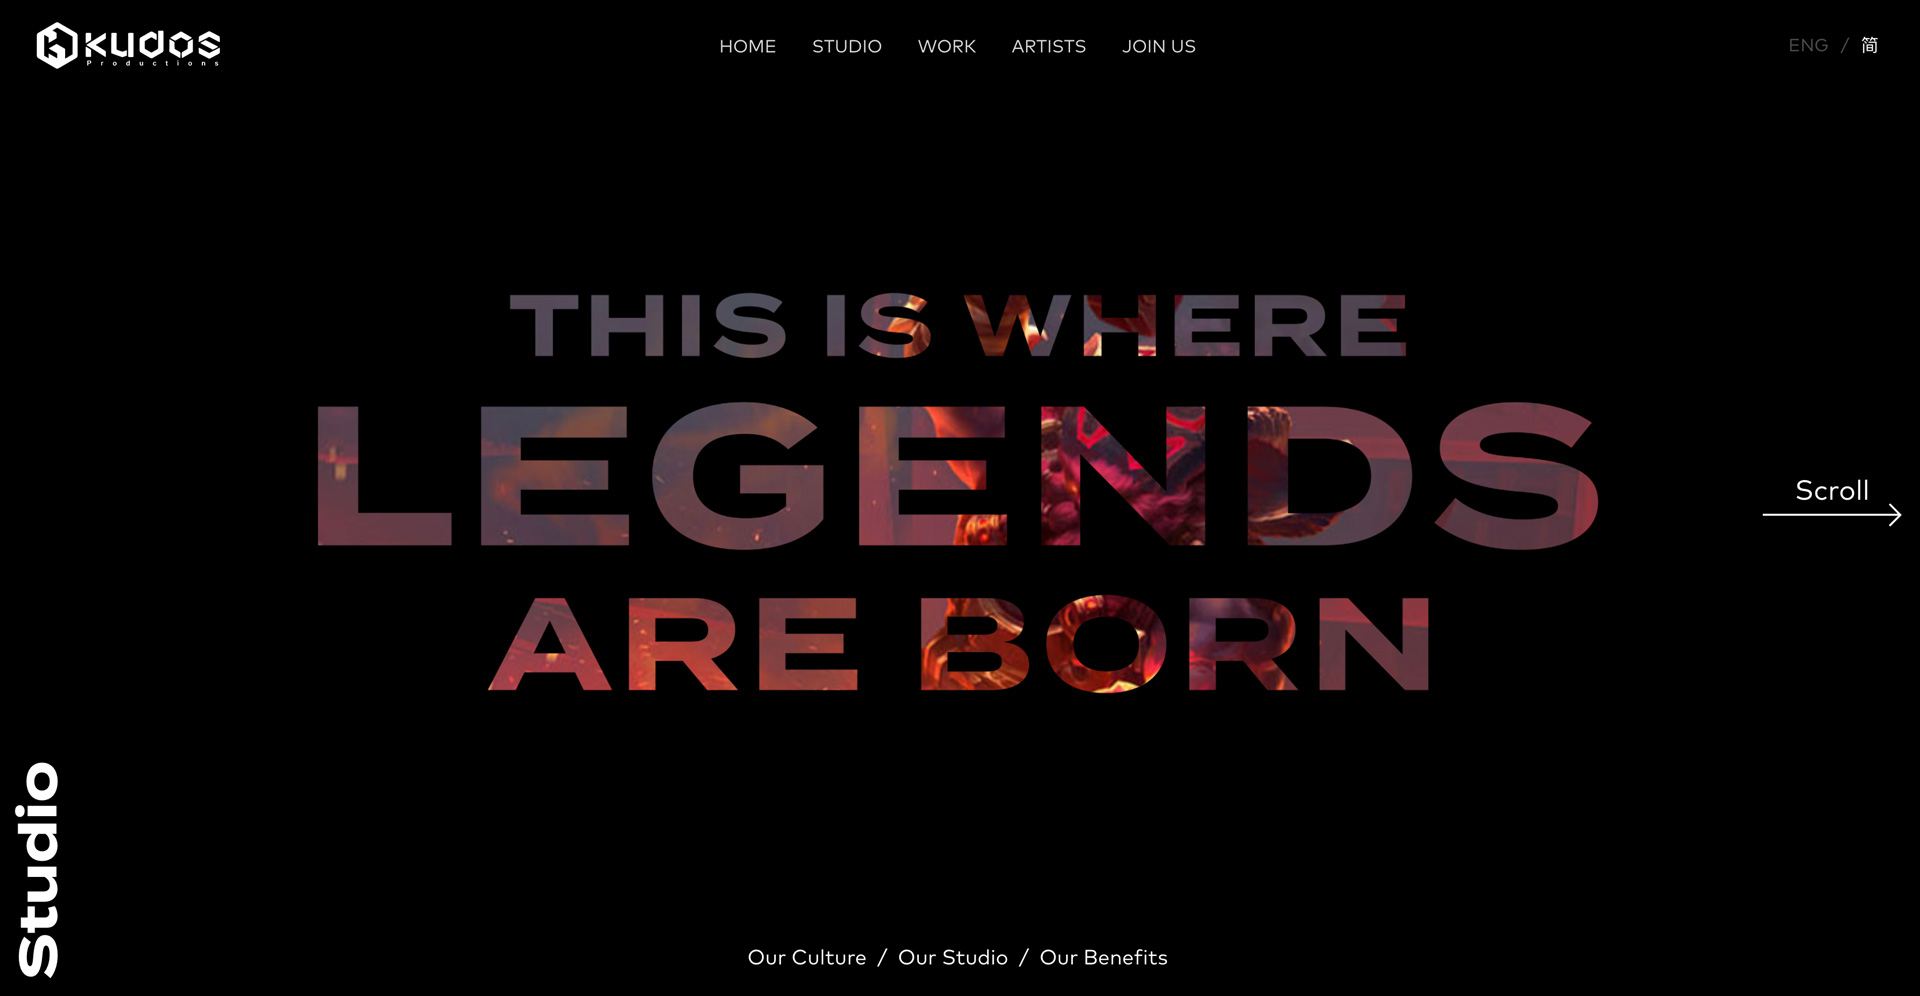 kudos
Productions
HOME STUDIO WORK ARTISTS JOIN US
ENG / 简
THIS IS WHERE
LEGENDS
ARE BORN
Scroll
Studio
Our Culture / Our Studio / Our Benefits